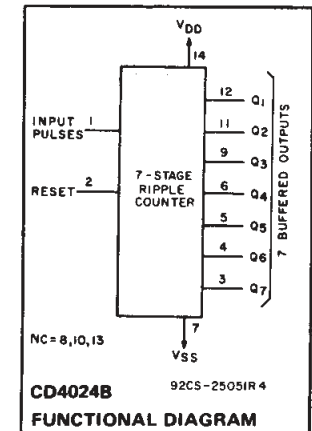 VDD
14
INPUT
PULSES
1
RESET
2
7-STAGE
RIPPLE
COUNTER
12 Q1
11 Q2
9 Q3
6 Q4
5 Q5
4 Q6
3 Q7
7 BUFFERED OUTPUTS
7
VSS
NC=8,10,13
92CS-25051R4
CD4024B
FUNCTIONAL DIAGRAM